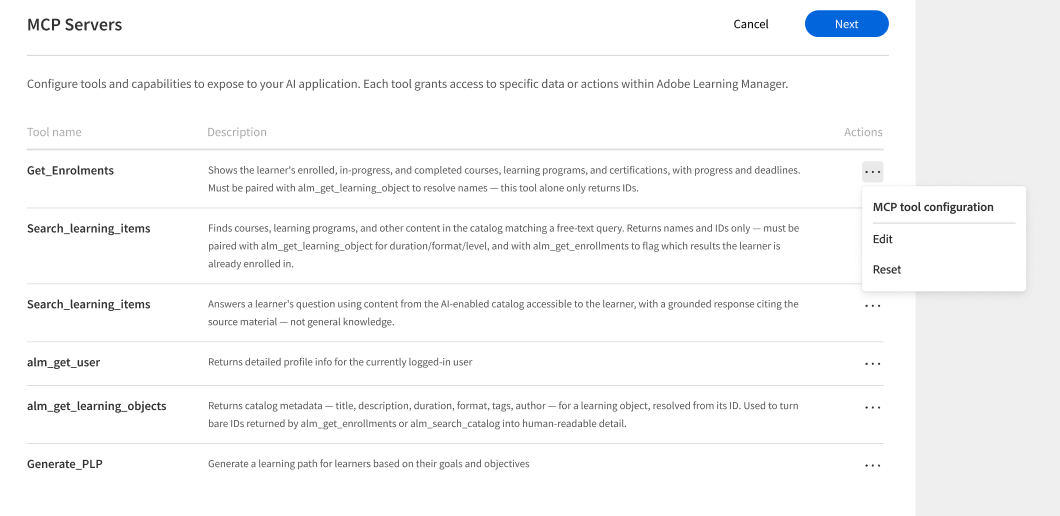 MCP Servers
Cancel
Next
Configure tools and capabilities to expose to your AI application. Each tool grants access to specific data or actions within Adobe Learning Manager.
Tool name
Description
Actions
Get_Enrolments
Shows the learner's enrolled, in-progress, and completed courses, learning programs, and certifications, with progress and deadlines.
Must be paired with alm_get_learning_object to resolve names — this tool alone only returns IDs.
MCP tool configuration
Edit
Reset
Search_learning_items
Finds courses, learning programs, and other content in the catalog matching a free-text query. Returns names and IDs only — must be
paired with alm_get_learning_object for duration/format/level, and with alm_get_enrollments to flag which results the learner is
already enrolled in.
Search_learning_items
Answers a learner's question using content from the AI-enabled catalog accessible to the learner, with a grounded response citing the
source material — not general knowledge.
alm_get_user
Returns detailed profile info for the currently logged-in user
alm_get_learning_objects
Returns catalog metadata — title, description, duration, format, tags, author — for a learning object, resolved from its ID. Used to turn
bare IDs returned by alm_get_enrollments or alm_search_catalog into human-readable detail.
Generate_PLP
Generate a learning path for learners based on their goals and objectives